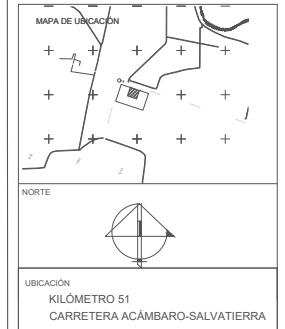 MAPA DE UBICACIÓN
NORTE
UBICACIÓN
KILÓMETRO 51
CARRETERA ACÁMBARO-SALVATIERRA